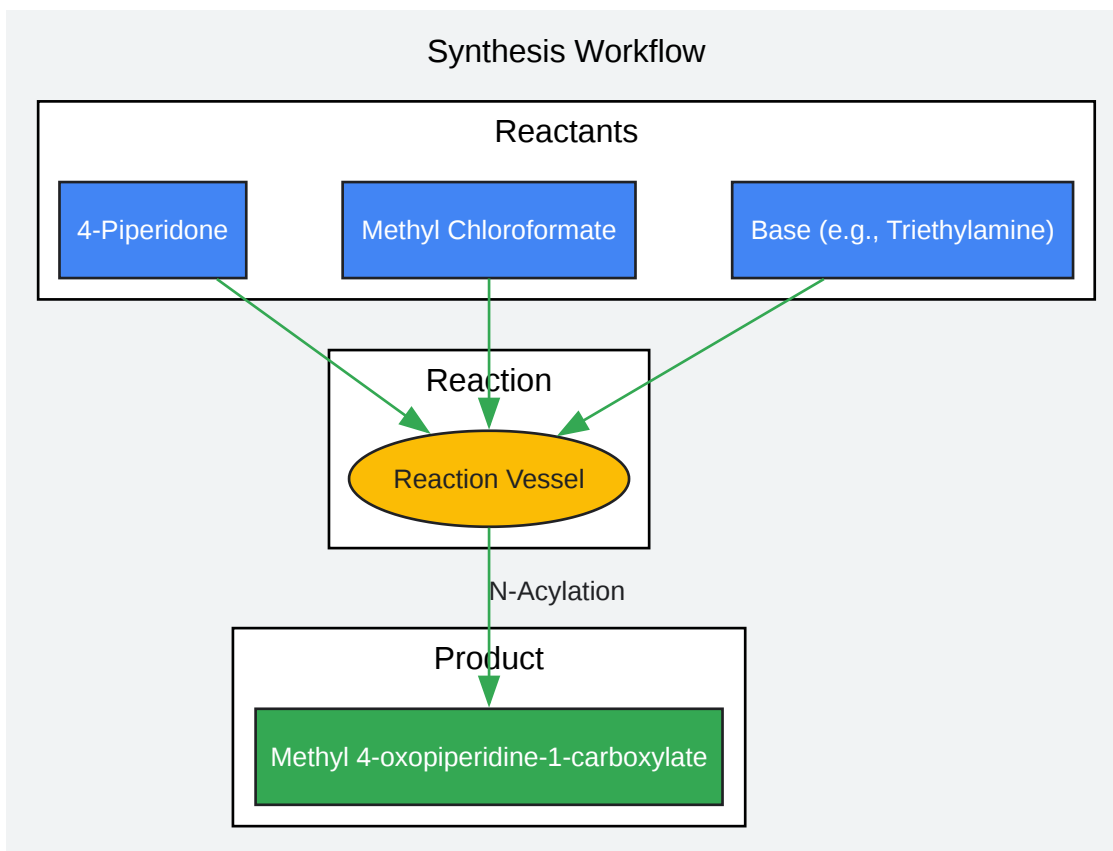 Synthesis Workflow
Reactants
4-Piperidone
Methyl Chloroformate
Base (e.g., Triethylamine)
Reaction
Reaction Vessel
N-Acylation
Product
Methyl 4-oxopiperidine-1-carboxylate